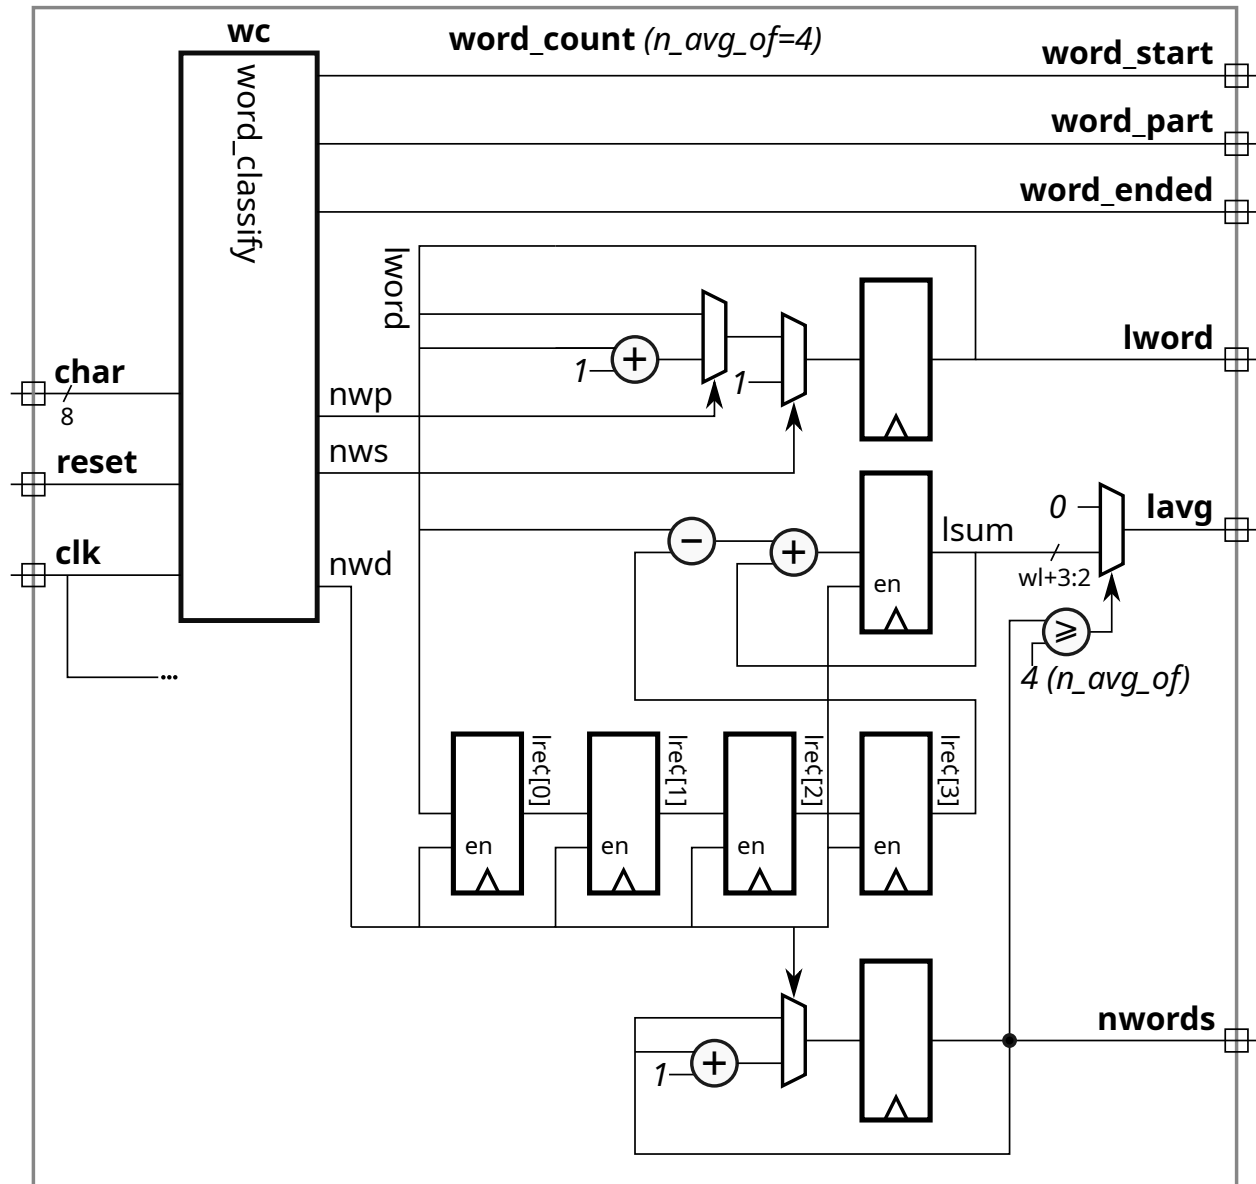 wc
word_count (n_avg_of=4)
word_start
word_classify
word_part
word_ended
lword
lword
1
+
1
char
8
nwp
nws
reset
0
lavg
lsum
−
+
clk
nwd
en
wl+3:2
⩾
4 (n_avg_of)
...
lrec[0]
lrec[1]
lrec[2]
lrec[3]
en
en
en
en
nwords
1
+